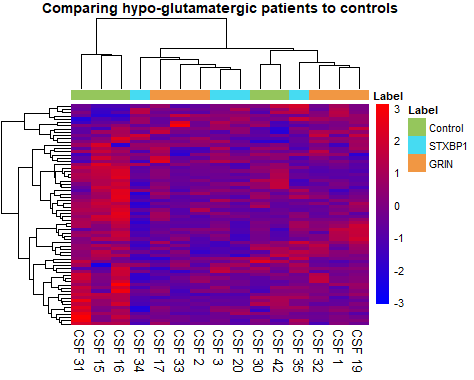 Comparing hypo-glutamatergic patients to controls
Label
3
2
1
0
-1
-2
-3
Label
Control
STXBP1
GRIN
CSF 31
CSF 15
CSF 16
CSF 34
CSF 17
CSF 33
CSF 2
CSF 3
CSF 20
CSF 30
CSF 42
CSF 35
CSF 32
CSF 1
CSF 19